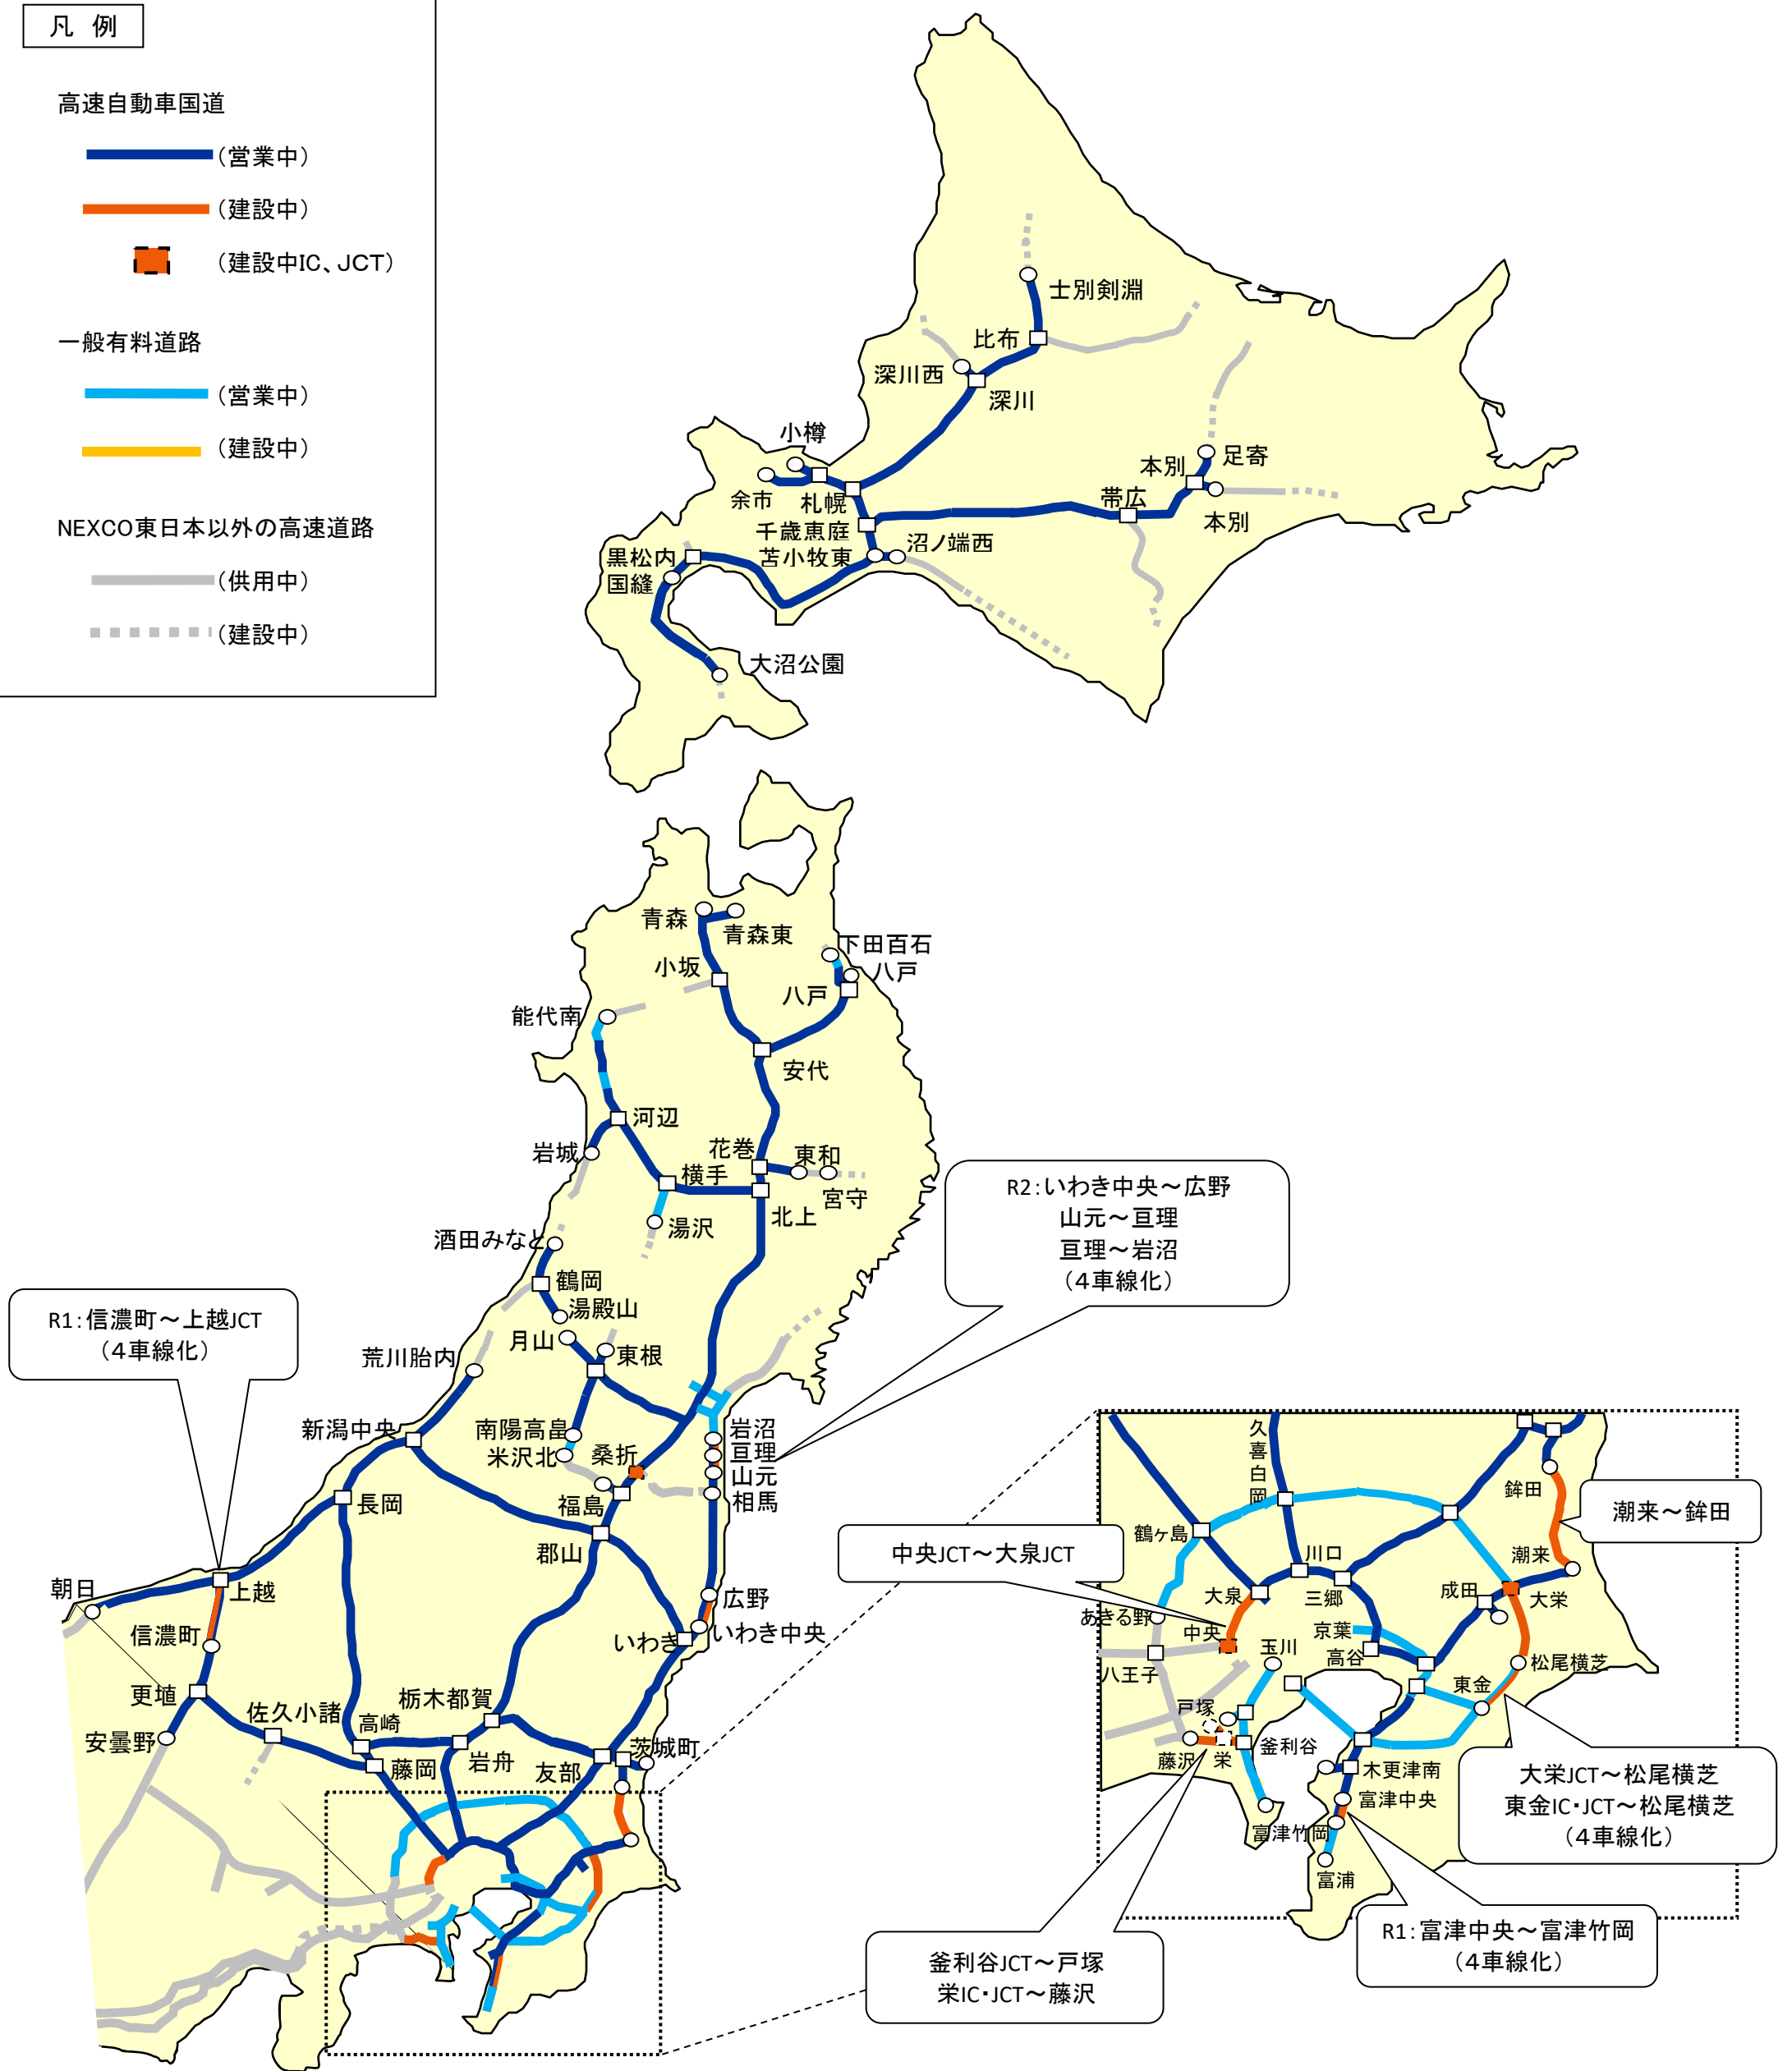 凡 例
高速自動車国道
（営業中）
（建設中）
（建設中IC、JCT）
一般有料道路
（営業中）
（建設中）
NEXCO東日本以外の高速道路
（供用中）
（建設中）
士別剣淵
比布
深川西
深川
小樽
余市
札幌
足寄
本別
帯広
本別
千歳恵庭
苫小牧東
沼ノ端西
黒松内
国縫
大沼公園
青森
青森東
下田百石
八戸
小坂
八戸
能代南
安代
河辺
岩城
花巻
東和
宮守
横手
北上
湯沢
酒田みなと
鶴岡
湯殿山
月山
東根
荒川胎内
新潟中央
南陽高畠
米沢北
桑折
岩沼
亘理
山元
相馬
福島
長岡
郡山
朝日
上越
信濃町
広野
いわき中央
いわき
更埴
佐久小諸
安曇野
高崎
藤岡
栃木都賀
岩舟
友部
茨城町
R2：いわき中央～広野
山元～亘理
亘理～岩沼
（４車線化）
R1：信濃町～上越JCT
（４車線化）
中央JCT～大泉JCT
潮来～鉾田
久喜白岡
鉾田
鶴ヶ島
川口
潮来
大泉
三郷
成田
大栄
あきる野
中央
玉川
京葉
高谷
八王子
松尾横芝
東金
戸塚
藤沢
栄
釜利谷
木更津南
富津中央
富津竹岡
富浦
大栄JCT～松尾横芝
東金IC・JCT～松尾横芝
（４車線化）
R1：富津中央～富津竹岡
（４車線化）
釜利谷JCT～戸塚
栄IC・JCT～藤沢